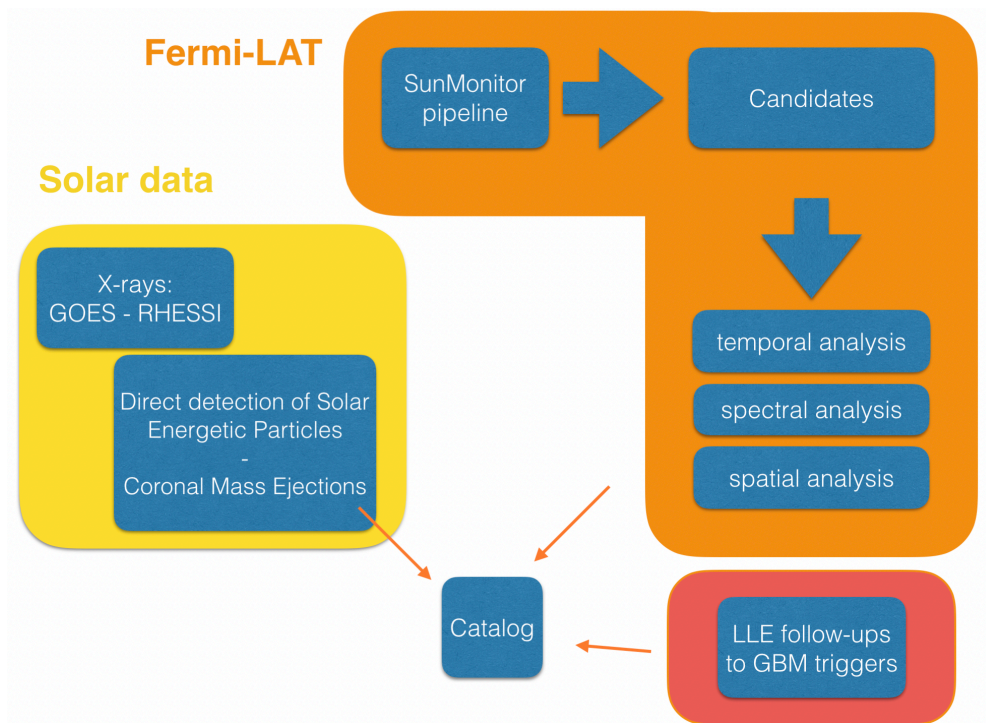 Fermi-LAT
SunMonitor
pipeline
Candidates
Solar data
X-rays:
GOES - RHESSI
Direct detection of Solar
Energetic Particles
-
Coronal Mass Ejections
temporal analysis
spectral analysis
spatial analysis
Catalog
LLE follow-ups
to GBM triggers